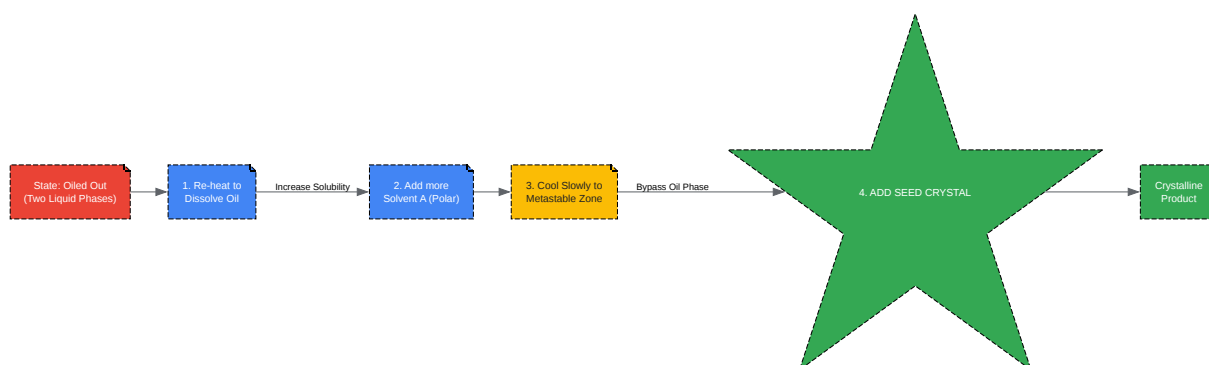 State: Oiled Out
(Two Liquid Phases)
1. Re-heat to
Dissolve Oil
Increase Solubility
2. Add more
Solvent A (Polar)
3. Cool Slowly to
Metastable Zone
Bypass Oil Phase
4. ADD SEED CRYSTAL
Crystalline
Product